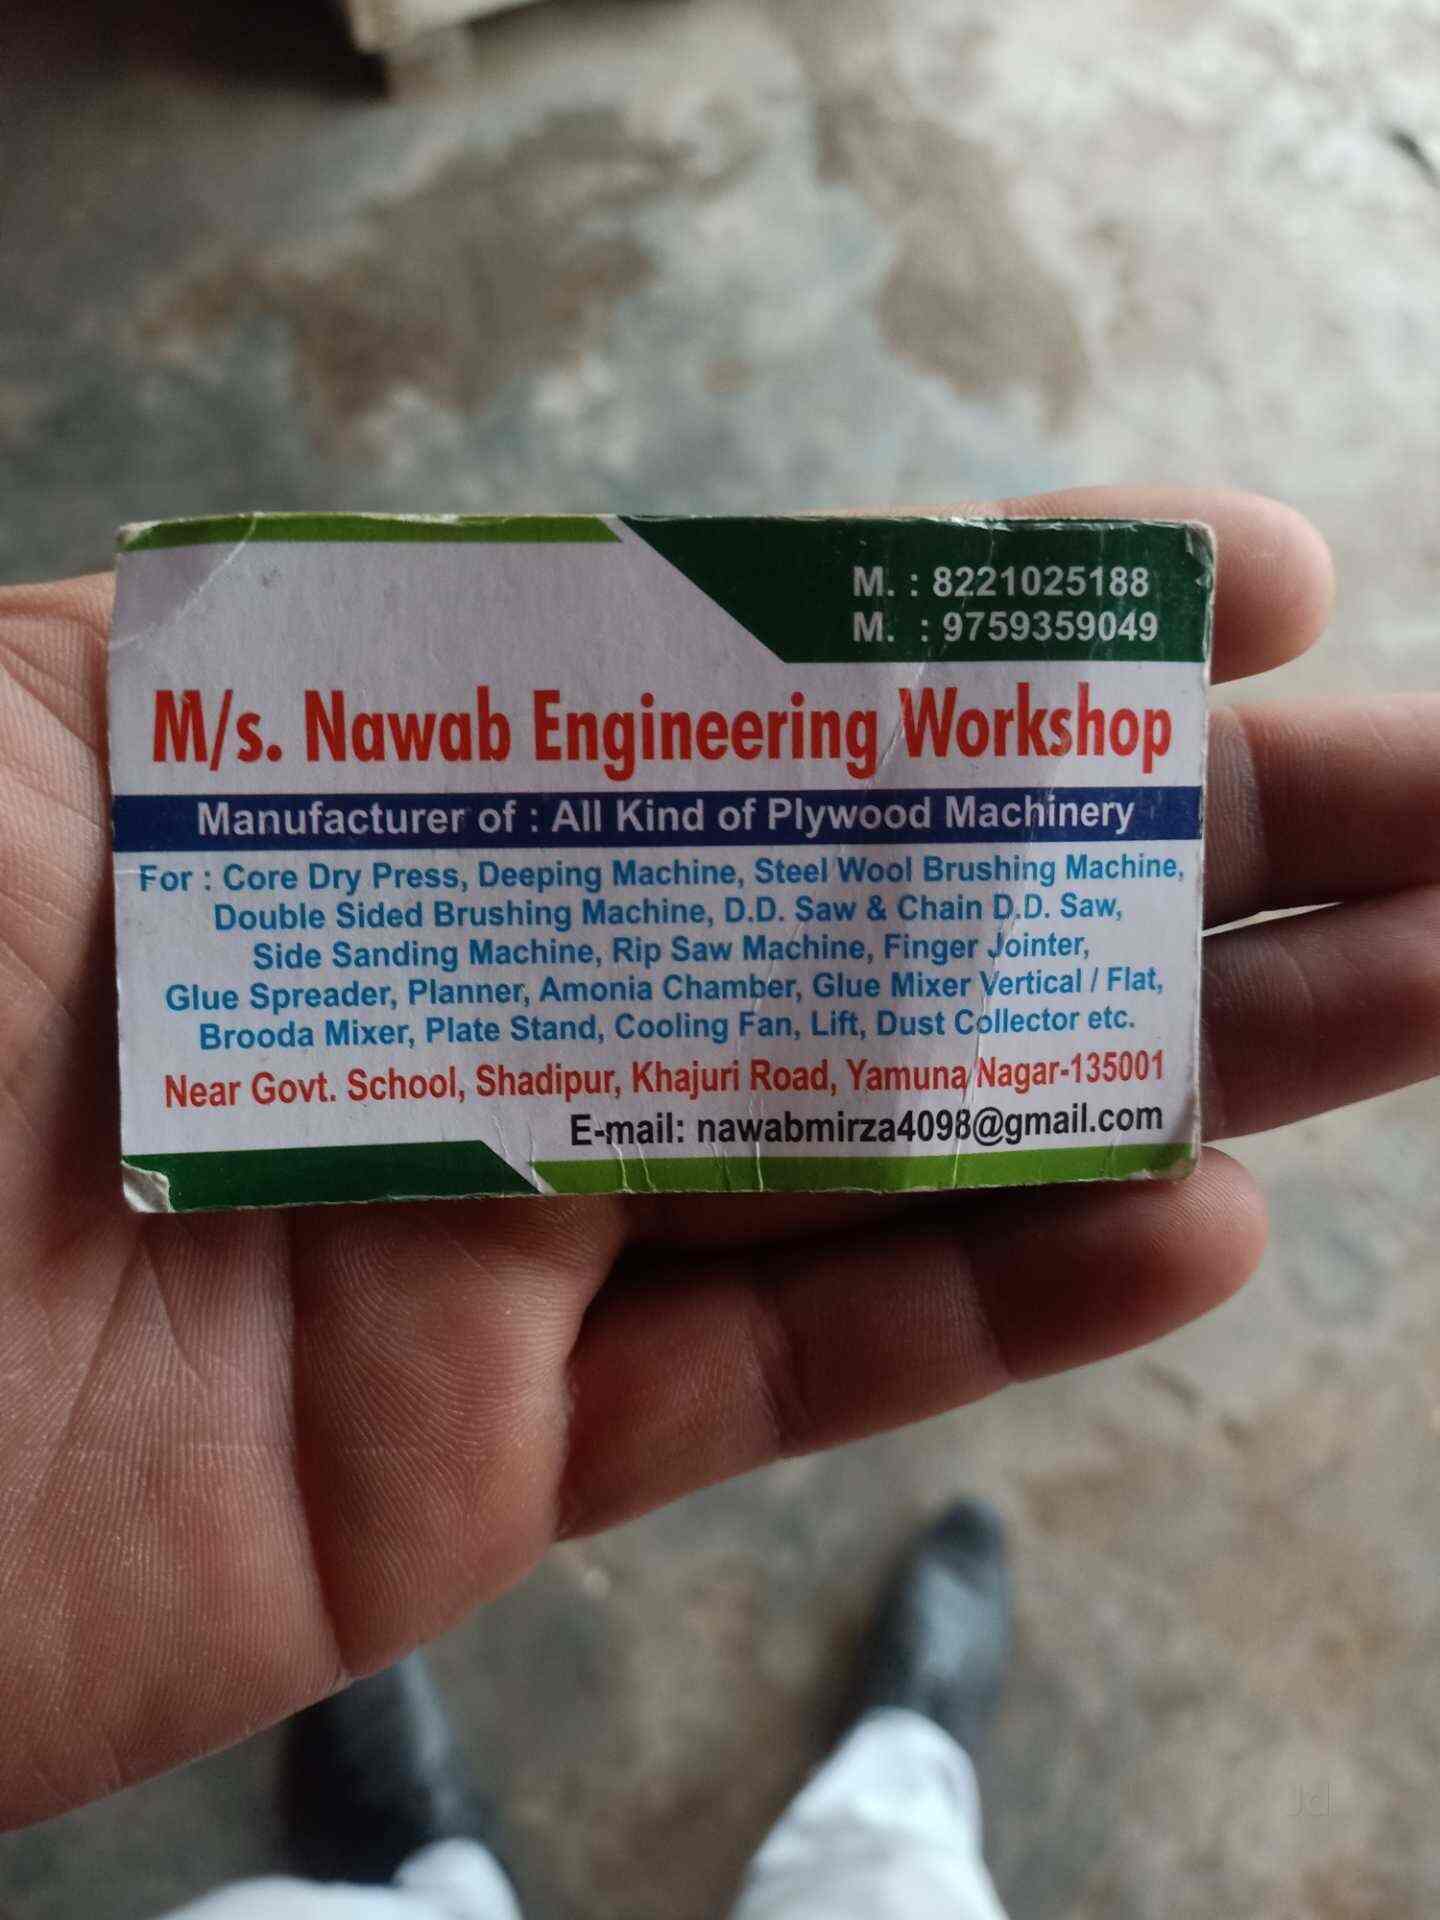 M. : 8221025188
M. : 9759359049
M/s. Nawab Engineering Workshop
Manufacturer of : All Kind of Plywood Machinery
For : Core Dry Press, Deeping Machine, Steel Wool Brushing Machine,
Double Sided Brushing Machine, D.D. Saw & Chain D.D. Saw,
Side Sanding Machine, Rip Saw Machine, Finger Jointer,
Glue Spreader, Planner, Amonia Chamber, Glue Mixer Vertical / Flat,
Brooda Mixer, Plate Stand, Cooling Fan, Lift, Dust Collector etc.
Near Govt. School, Shadipur, Khajuri Road, Yamuna Nagar-135001
E-mail: nawabmirza4098@gmail.com
Jd